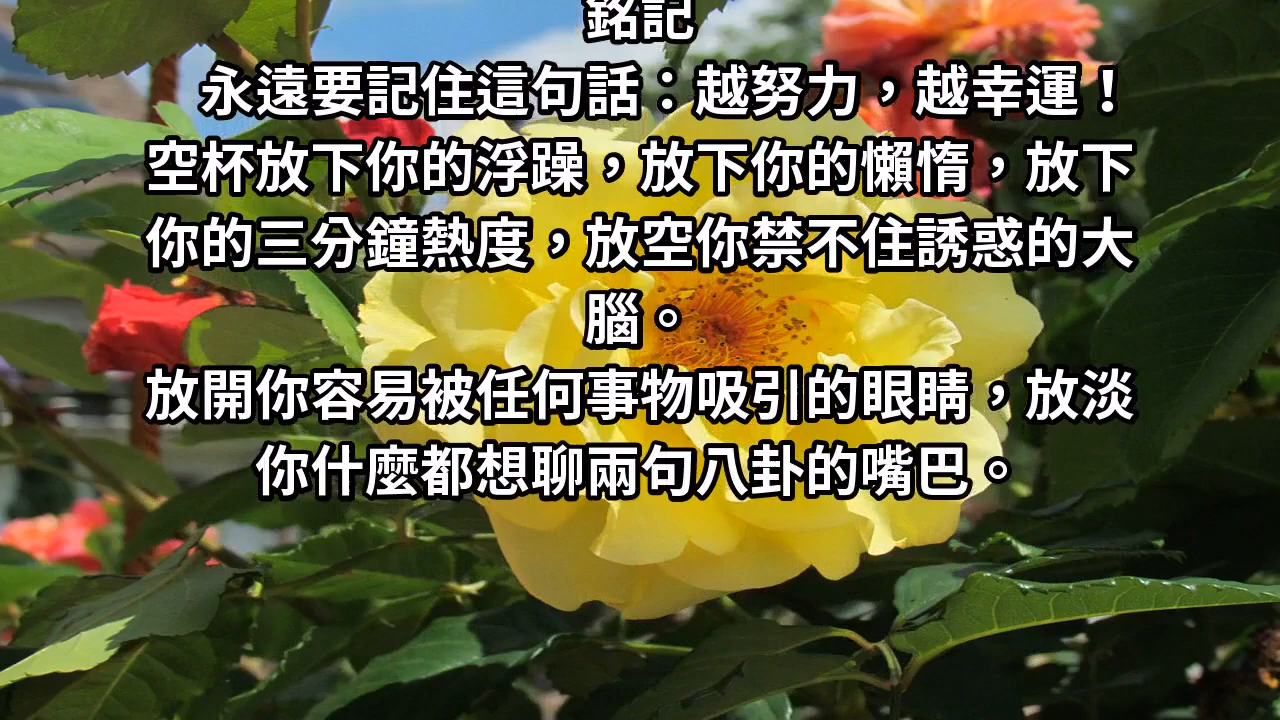 銘記
永遠要記住這句話：越努力，越幸運！
空杯放下你的浮躁，放下你的懶惰，放下
你的三分鐘熱度，放空你禁不住誘惑的大
腦。
放開你容易被任何事物吸引的眼睛，放淡
你什麼都想聊兩句八卦的嘴巴。